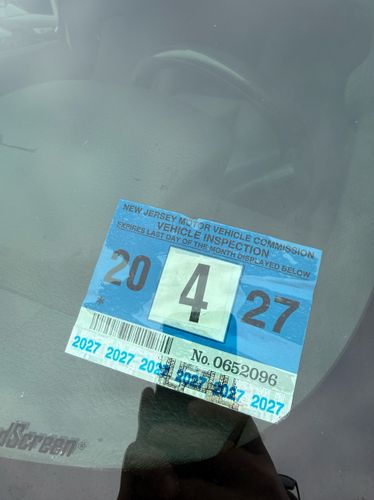 NEW JERSEY MOTOR VEHICLE COMMISSION
VEHICLE INSPECTION
EXPIRES LAST DAY OF THE MONTH DISPLAYED BELOW
20 4 27
*
No. 0652096
2027 2027 2027 2027 2027 2027 2027